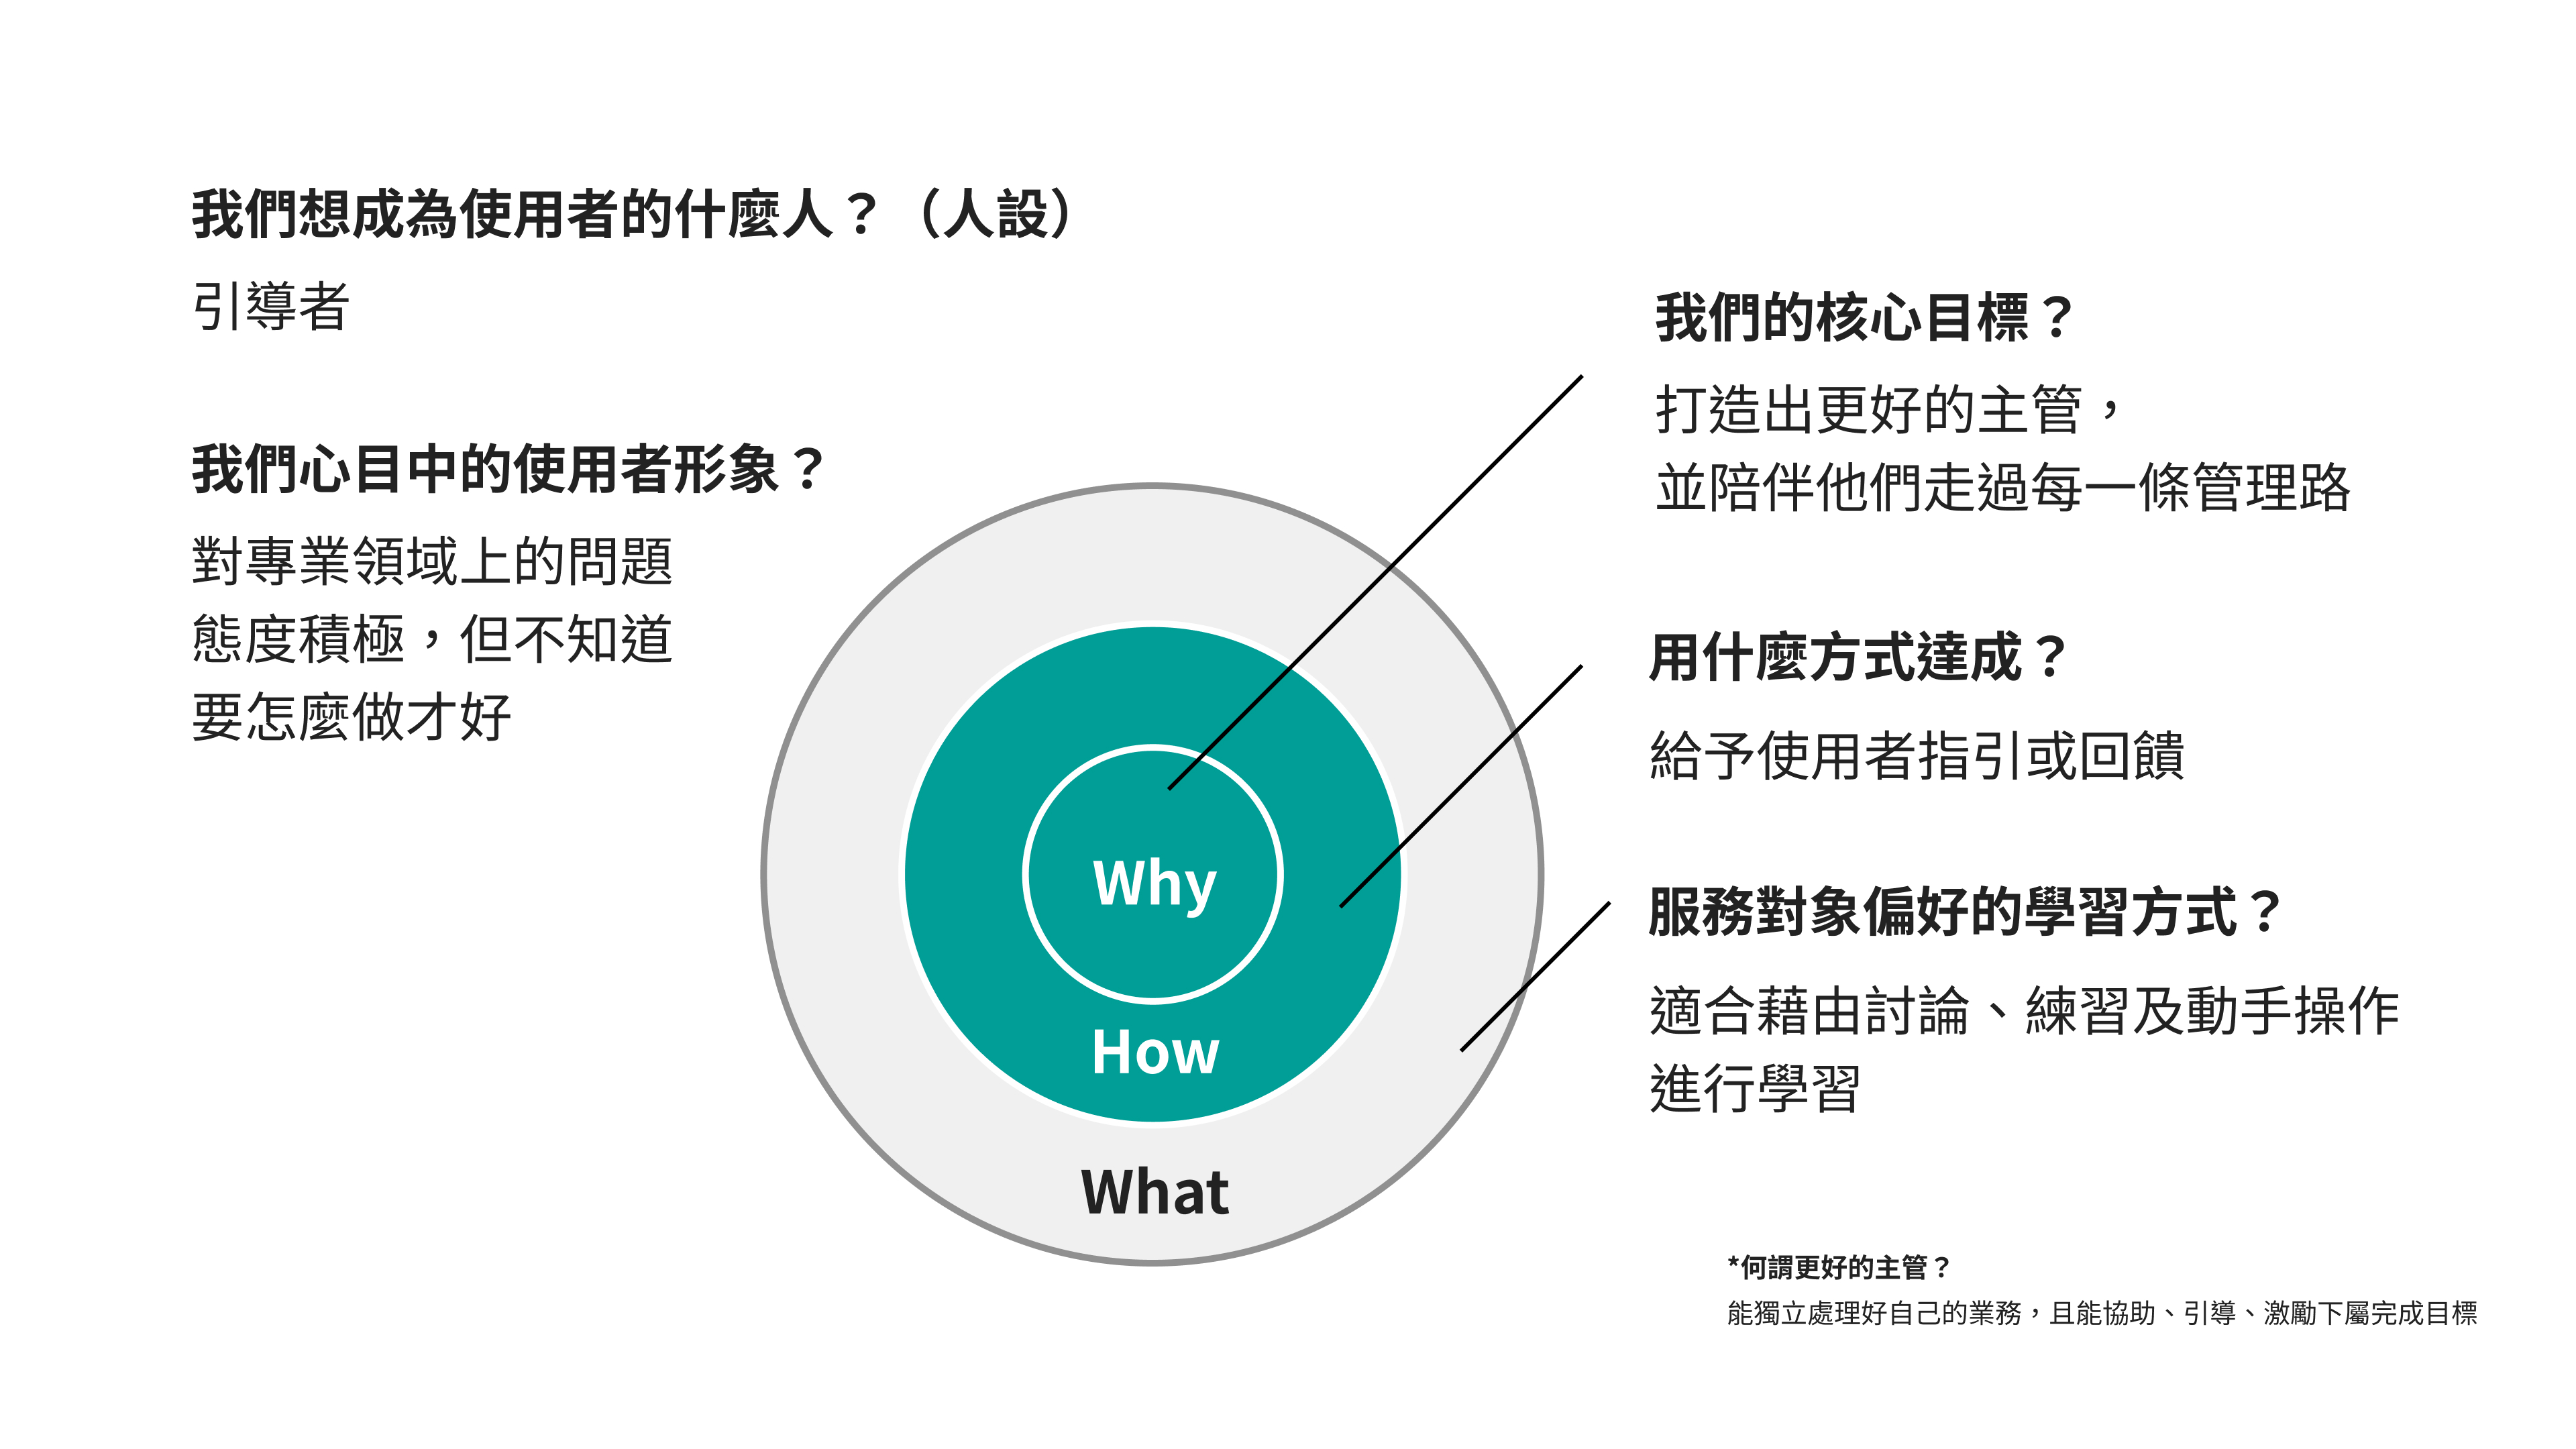 我們想成為使用者的什麼人？（人設）
引導者
我們心目中的使用者形象？
對專業領域上的問題
態度積極，但不知道
要怎麼做才好
我們的核心目標？
打造出更好的主管，
並陪伴他們走過每一條管理路
用什麼方式達成？
給予使用者指引或回饋
服務對象偏好的學習方式？
適合藉由討論、練習及動手操作
進行學習
Why
How
What
*何謂更好的主管？
能獨立處理好自己的業務，且能協助、引導、激勵下屬完成目標